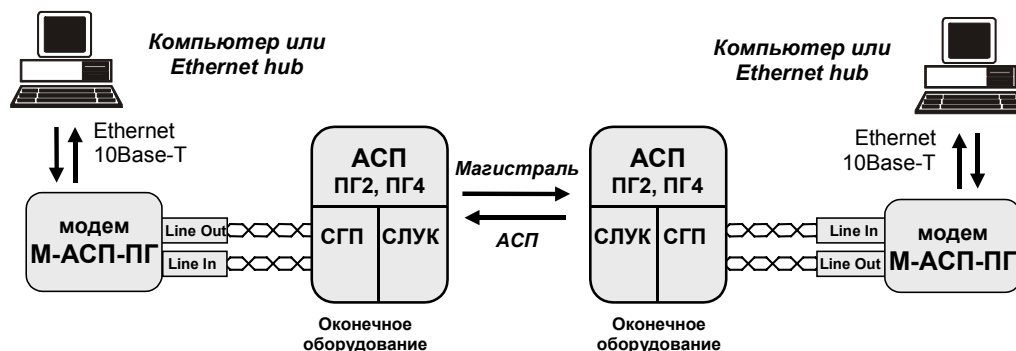 Компьютер или
Ethernet hub
Компьютер или
Ethernet hub
Ethernet
10Base-T
Ethernet
10Base-T
АСП
ПГ2, ПГ4
СГП
СЛУК
Магистраль
АСП
АСП
ПГ2, ПГ4
СЛУК
СГП
модем
М-АСП-ПГ
Line Out
Line In
Line In
Line Out
модем
М-АСП-ПГ
Оконечное
оборудование
Оконечное
оборудование